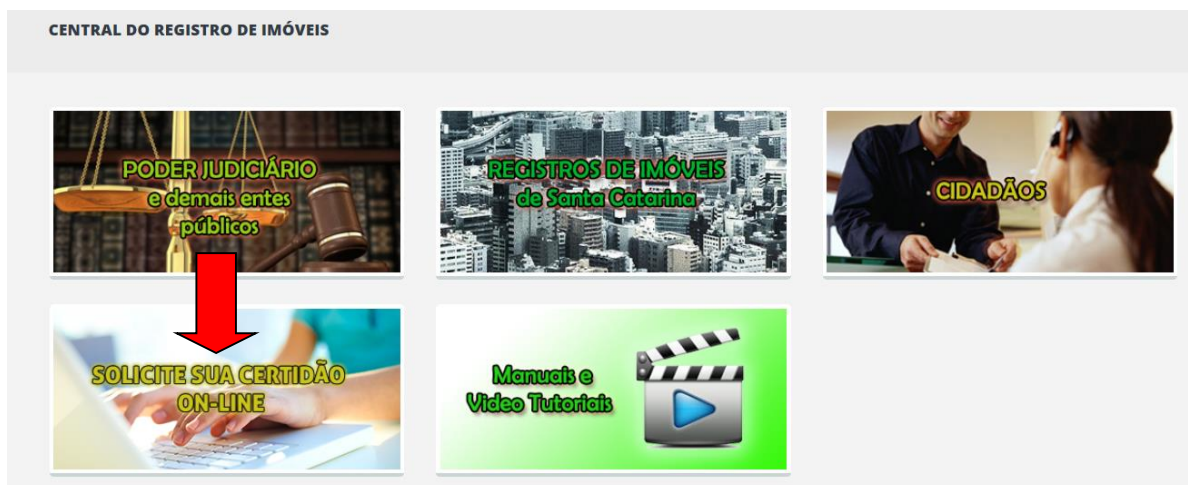 CENTRAL DO REGISTRO DE IMÓVEIS
PODER JUDICIÁRIO
e demais entes
públicos
REGISTROS DE IMÓVEIS
de Santa Catarina
CIDADÃOS
SOLICITE SUA CERTIDÃO
ON-LINE
Manuais e
Video Tutoriais